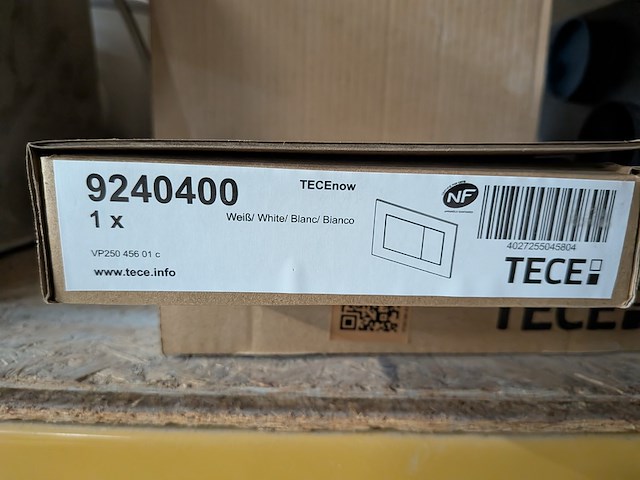 9240400
1 x
TECEnow
Weiß/ White/ Blanc/ Bianco
VP250 456 01 c
www.tece.info
NF
4027255045804
TECE
TECE